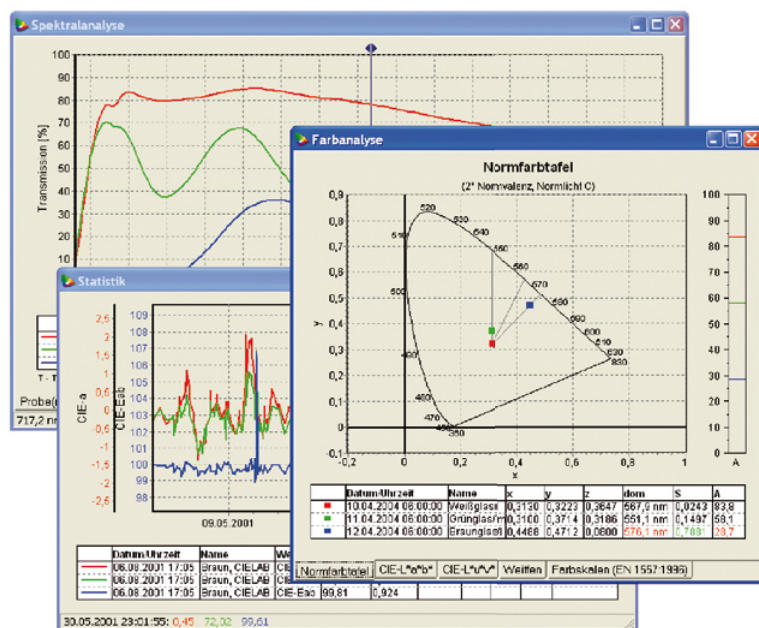 Spektralanalyse
100
90
80
70
60
50
40
30
Transmission [%]
T - T
Probe(
717,2 nm
Statistik
CIE-a
2,5
2
1,5
1
0,5
0
-0,5
-1
-1,5
-2
-2,5
CIE-Eab
109
108
107
106
105
104
103
102
101
100
99
98
09.05.2001
Datum/Uhrzeit Name
06.08.2001 17:05 Braun, CIELAB
06.08.2001 17:05 Braun, CIELAB
06.08.2001 17:05 Braun, CIELAB CIE-Eab 99,81 0,924
30.05.2001 23:01:55: 0,45 72,02 99,61
Farbanalyse
Normfarbtafel
(2° Normvalenz, Normlicht C)
y
0,9
0,8
0,7
0,6
0,5
0,4
0,3
0,2
0,1
0
-0,1
-0,2 0 0,2 0,4 0,6 0,8 1
x
520
530
540
510
560
560
570
580
590
600
610
630
830
500
490
480
470
350
100
90
80
70
60
50
40
30
20
10
0
A
Datum/Uhrzeit Name x y z dom S A
10.04.2004 06:00:00 Weißglas 0,3130 0,3223 0,3647 567,9 nm 0,0243 83,8
11.04.2004 06:00:00 Grünglas/m 0,3100 0,3714 0,3186 551,1 nm 0,1497 58,1
12.04.2004 06:00:00 Braunglas 0,4488 0,4712 0,0800 576,1 nm 0,7881 28,7
Normfarbtafel CIE-L*a*b* CIE-L*u*v* Weiffen Farbskalen (EN 1557:1996)